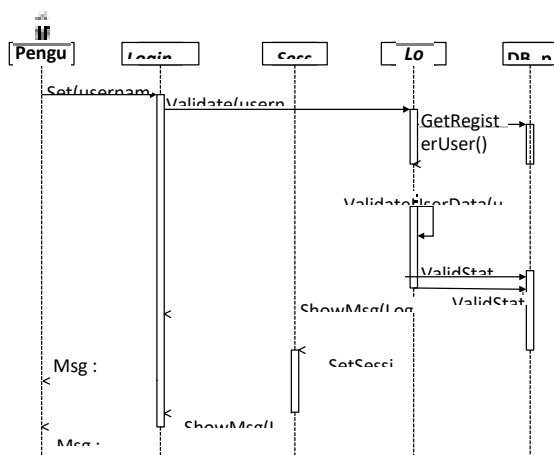 Pengu
Login
Sess
Lo
DB_p
Set(usernam
Validate(usern
GetRegist
erUser()
ValidateUserData(u
ValidStat
ValidStat
ShowMsg(Log
SetSessi
Msg :
ShowMsg(L
Msg :